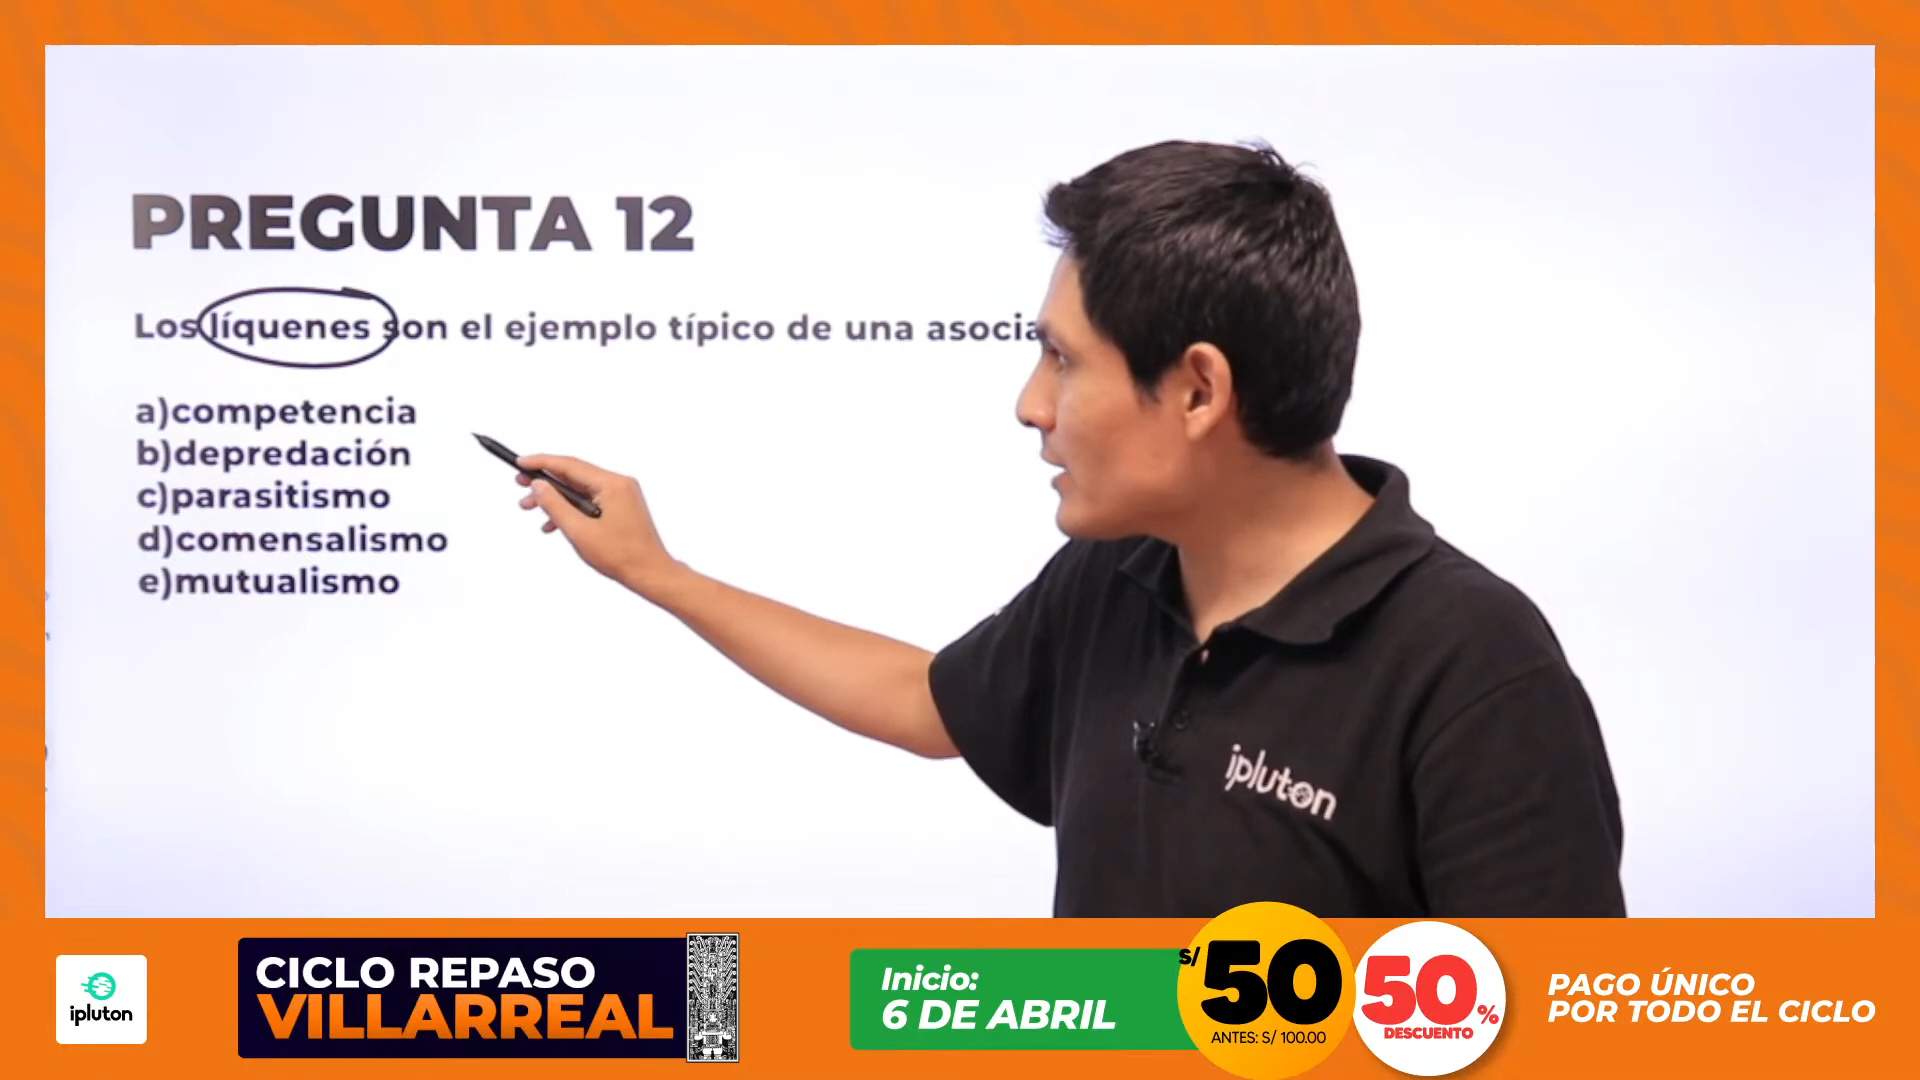 PREGUNTA 12
Los líquenes son el ejemplo típico de una
a)competencia
b)depredación
c)parasitismo
d)comensalismo
e)mutualismo
ipluton
ipluton
CICLO REPASO
VILLARREAL
Inicio:
6 DE ABRIL
S/ 50
ANTES: S/ 100.00
50%
DESCUENTO
PAGO ÚNICO
POR TODO EL CICLO